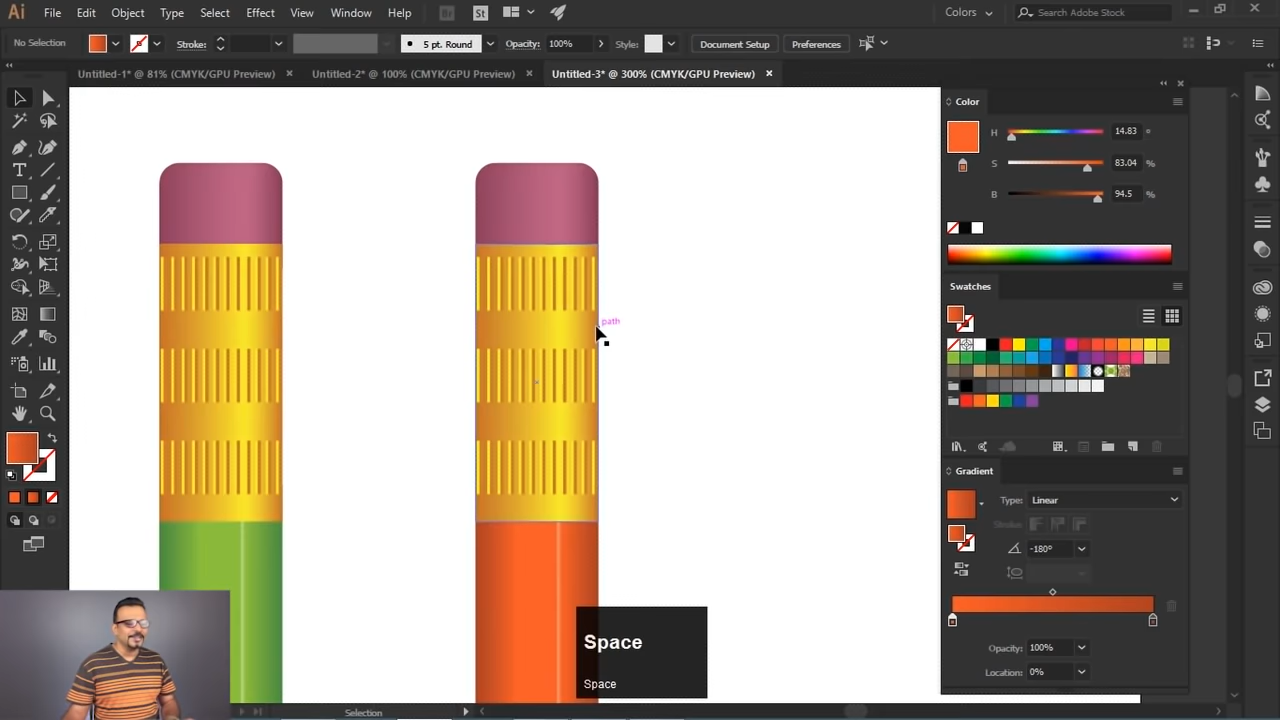 Ai File Edit Object Type Select Effect View Window Help Br St Colors Search Adobe Stock
No Selection Stroke: 5 pt. Round Opacity: 100% Style: Document Setup Preferences
Untitled-1* @ 81% (CMYK/GPU Preview) × Untitled-2* @ 100% (CMYK/GPU Preview) × Untitled-3* @ 300% (CMYK/GPU Preview) ×
Color
H 14.83 °
S 83.04 %
B 94.5 %
Swatches
path
Gradient
Type: Linear
Stroke:
-180°
Opacity: 100%
Location: 0%
Space
Space
Selection